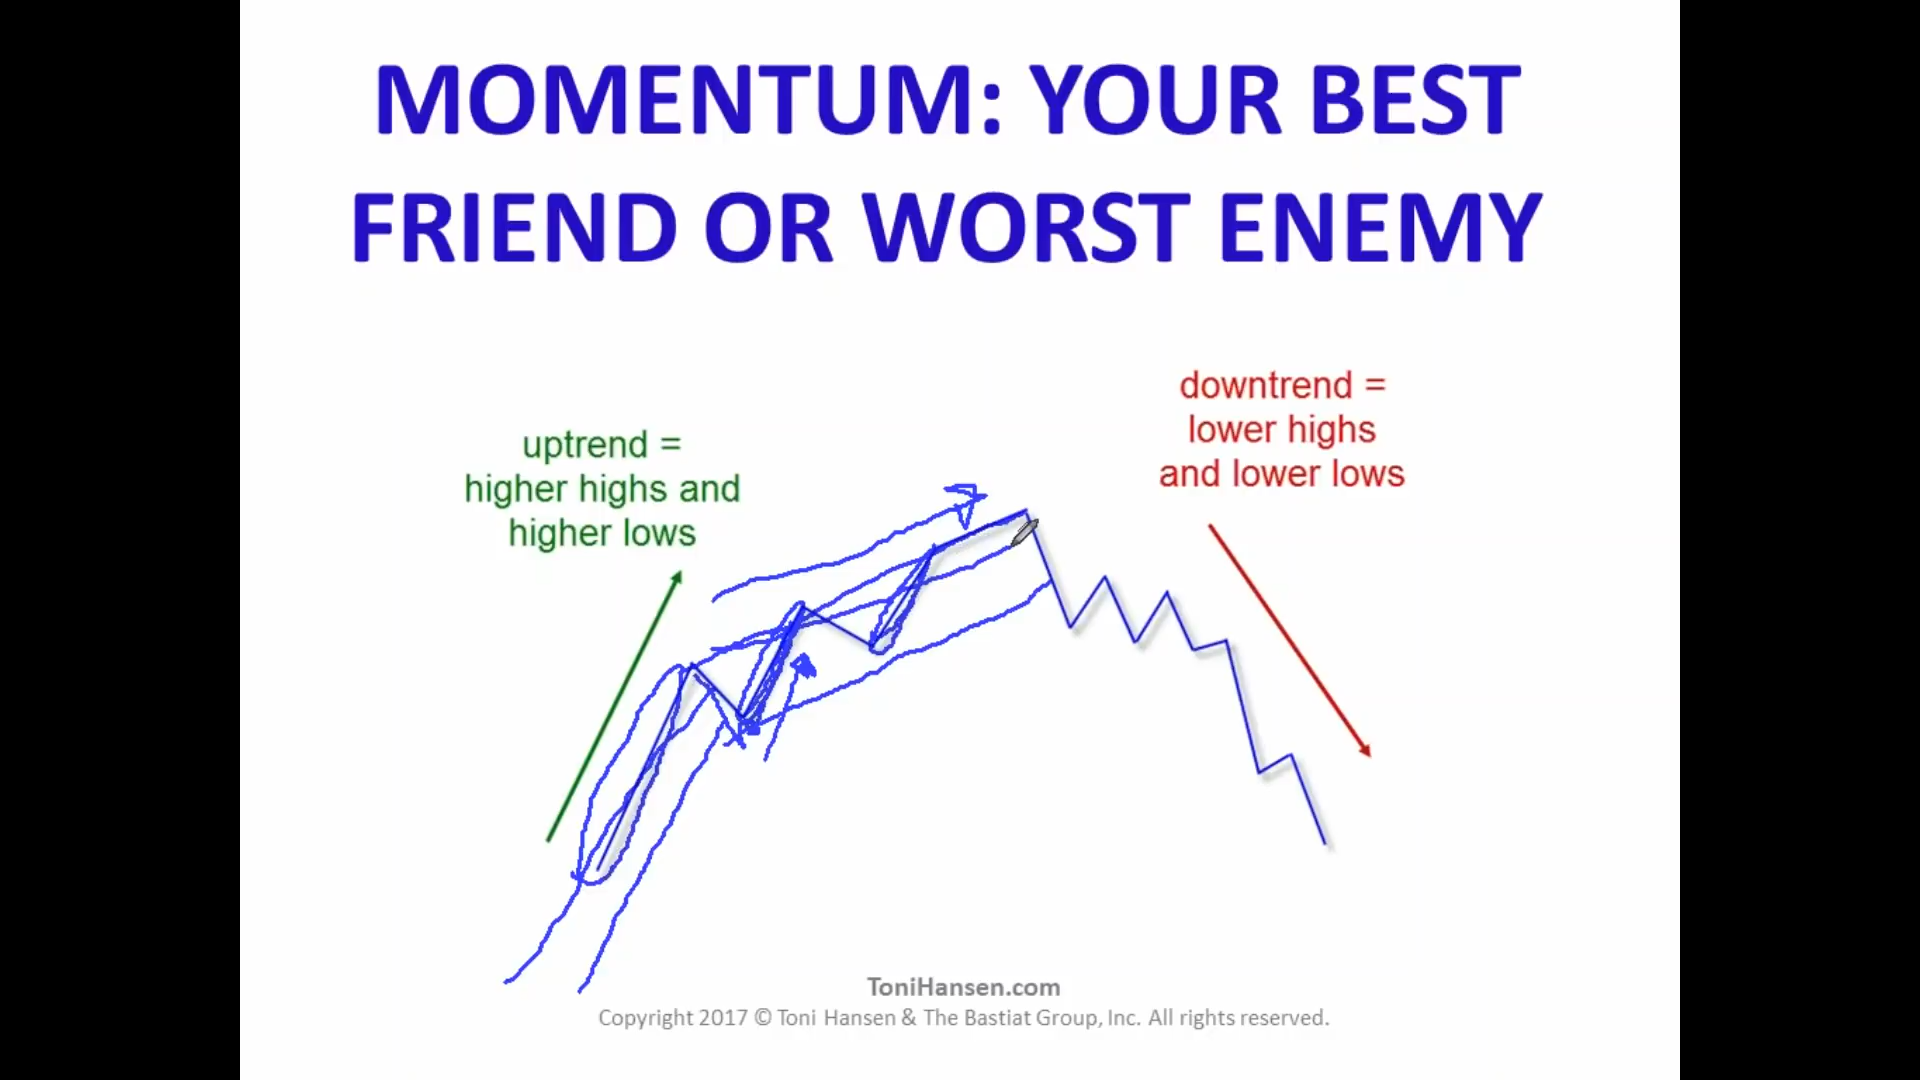 MOMENTUM: YOUR BEST
FRIEND OR WORST ENEMY
uptrend =
higher highs and
higher lows
downtrend =
lower highs
and lower lows
ToniHansen.com
Copyright 2017 © Toni Hansen & The Bastiat Group, Inc. All rights reserved.